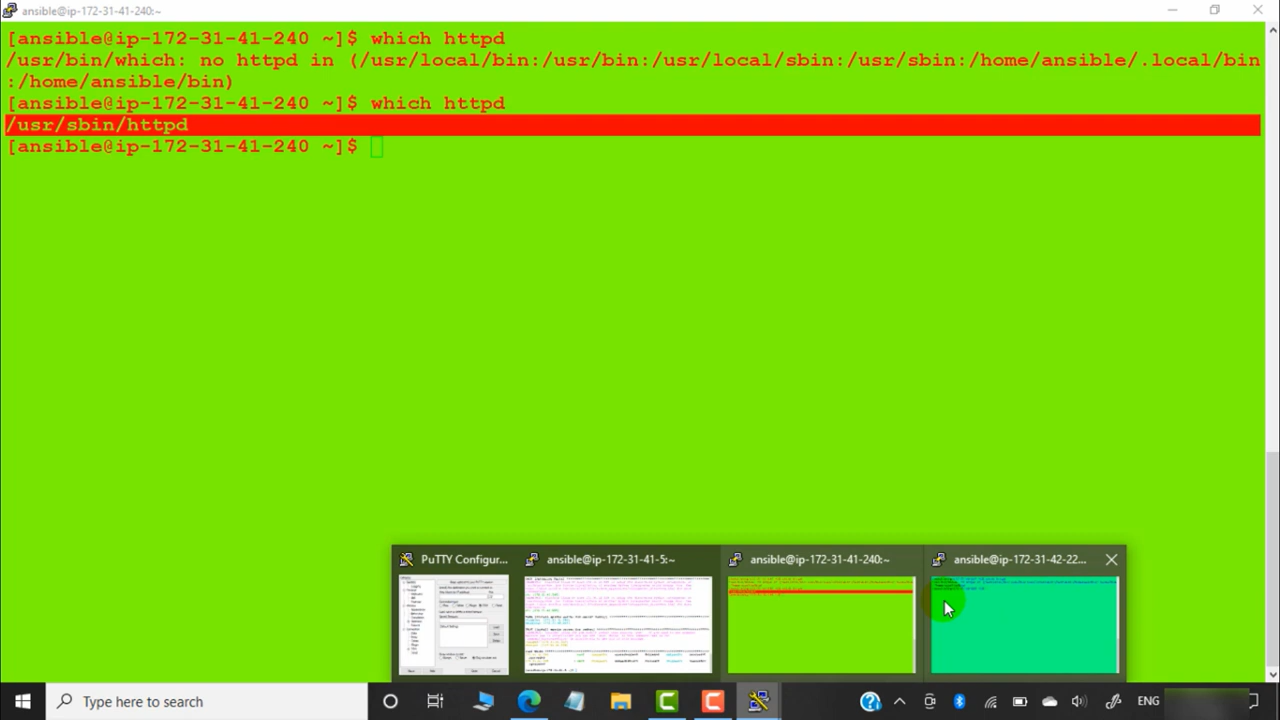 ansible@ip-172-31-41-240:~
[ansible@ip-172-31-41-240 ~]$ which httpd
/usr/bin/which: no httpd in (/usr/local/bin:/usr/bin:/usr/local/sbin:/usr/sbin:/home/ansible/.local/bin
:/home/ansible/bin)
[ansible@ip-172-31-41-240 ~]$ which httpd
/usr/sbin/httpd
[ansible@ip-172-31-41-240 ~]$
PuTTY Configur... ansible@ip-172-31-41-5:~ ansible@ip-172-31-41-240:~ ansible@ip-172-31-42-22...
Type here to search ENG